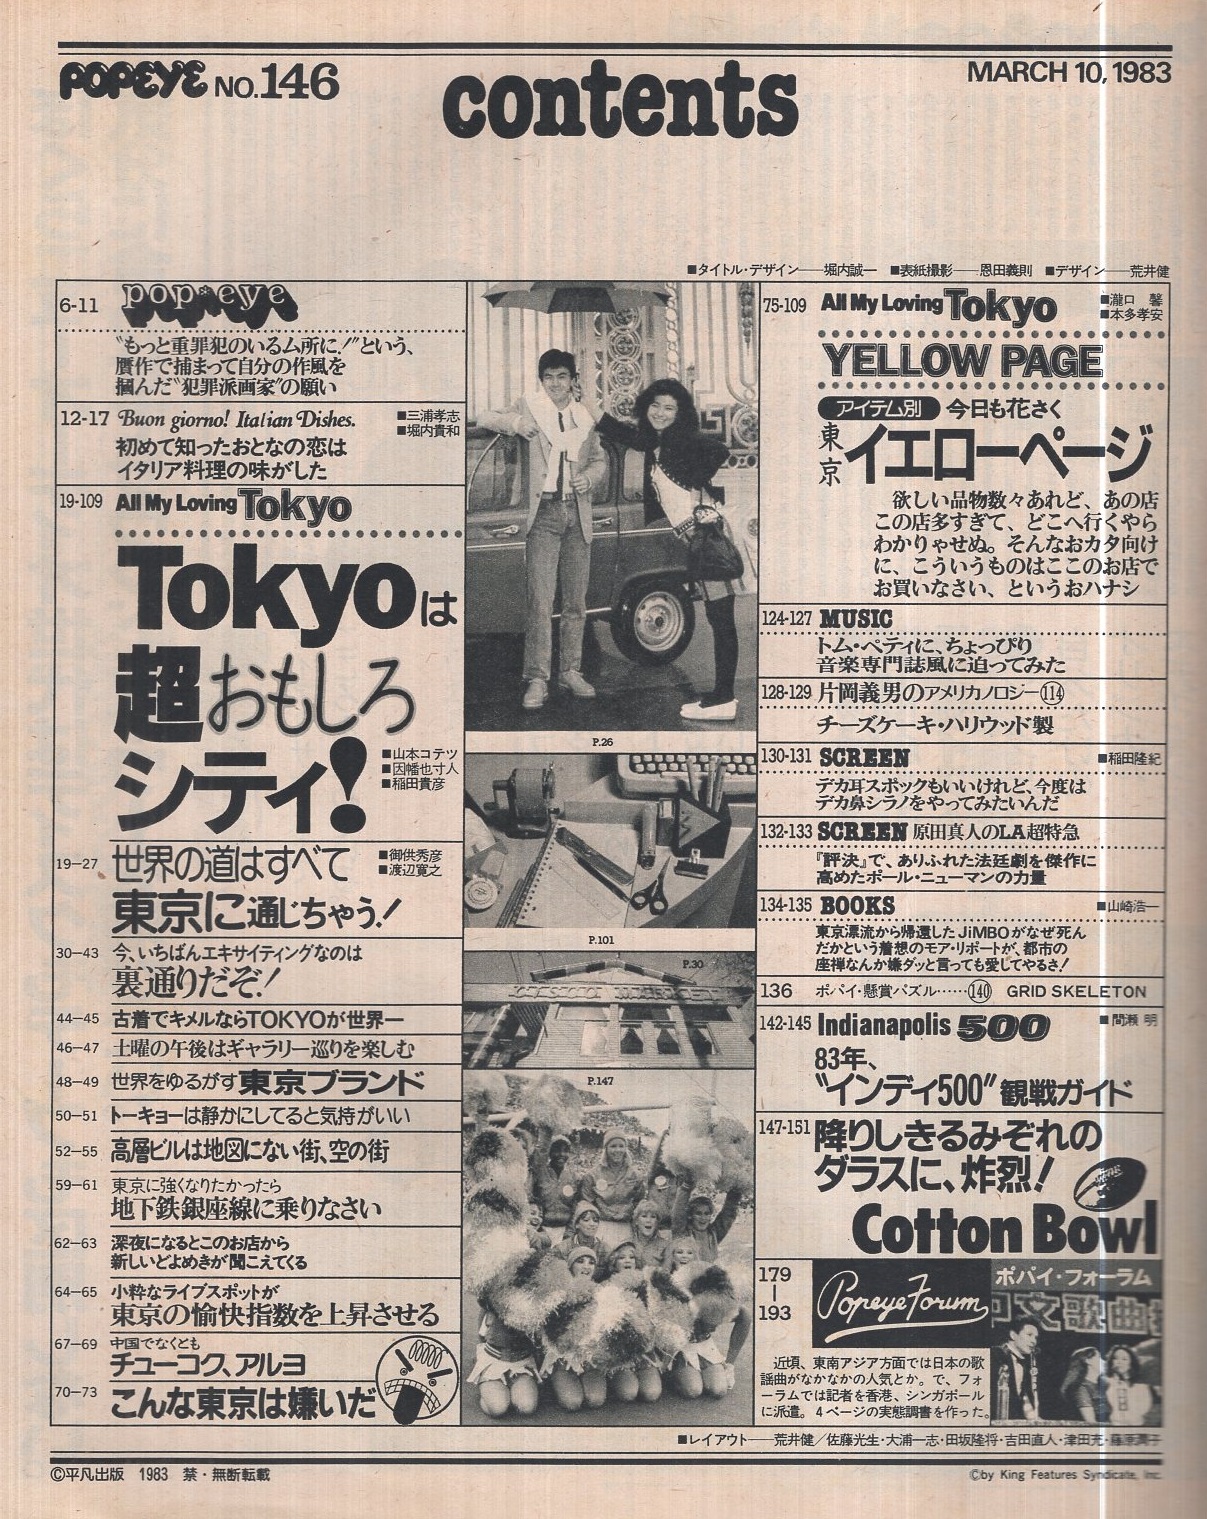 POPEYE NO.146
contents
MARCH 10, 1983
■タイトル・デザイン──堀内誠一 ■表紙撮影──恩田義則 ■デザイン──荒井健
6-11 pop*eye
“もっと重罪犯のいるム所に!”という、
贋作で捕まって自分の作風を
摑んだ“犯罪派画家”の願い
12-17 Buon giorno! Italian Dishes.
■三浦孝志
■堀内貴和
初めて知ったおとなの恋は
イタリア料理の味がした
19-109 All My Loving Tokyo
Tokyoは
超おもしろ
シティ!
■山本コテツ
■因幡也寸人
■稲田貴彦
19−27 世界の道はすべて
東京に通じちゃう!
■御供秀彦
■渡辺寛之
30−43 今、いちばんエキサイティングなのは
裏通りだぞ!
44−45 古着でキメルならTOKYOが世界一
46−47 土曜の午後はギャラリー巡りを楽しむ
48−49 世界をゆるがす東京ブランド
50−51 トーキョーは静かにしてると気持がいい
52−55 高層ビルは地図にない街、空の街
59−61 東京に強くなりたかったら
地下鉄銀座線に乗りなさい
62−63 深夜になるとこのお店から
新しいどよめきが聞こえてくる
64−65 小粋なライブスポットが
東京の愉快指数を上昇させる
67−69 中国でなくとも
チューコク、アルヨ
70−73 こんな東京は嫌いだ
P.26
P.101
P.30
P.147
75-109 All My Loving Tokyo
■瀧口 馨
■本多孝安
YELLOW PAGE
アイテム別 今日も花さく
東京イエローページ
欲しい品物数々あれど、あの店
この店多すぎて、どこへ行くやら
わかりゃせぬ。そんなおカタ向け
に、こういうものはここのお店で
お買いなさい、というおハナシ
124-127 MUSIC
トム・ペティに、ちょっぴり
音楽専門誌風に迫ってみた
128-129 片岡義男のアメリカノロジー(114)
チーズケーキ・ハリウッド製
130-131 SCREEN ■稲田隆紀
デカ耳スポックもいいけれど、今度は
デカ鼻シラノをやってみたいんだ
132-133 SCREEN 原田真人のLA超特急
『評決』で、ありふれた法廷劇を傑作に
高めたポール・ニューマンの力量
134-135 BOOKS ■山崎浩一
東京漂流から帰還したJiMBOがなぜ死ん
だかという着想のモア・リポートが、都市の
座禅なんか嫌ダッと言っても愛してやるさ!
136 ポパイ・懸賞パズル……(140) GRID SKELETON
142-145 Indianapolis 500 ■間瀬 明
83年、
“インディ500”観戦ガイド
147-151 降りしきるみぞれの
ダラスに、炸烈!
Cotton Bowl
179
|
193
Popeye Forum
ポパイ・フォーラム
文歌曲
近頃、東南アジア方面では日本の歌
謡曲がなかなかの人気とか。で、フォ
ーラムでは記者を香港、シンガポール
に派遣。4ページの実態調書を作った。
■レイアウト──荒井健/佐藤光生・大浦一志・田坂隆将・吉田直人・津田充・藤原潤子
©平凡出版 1983 禁・無断転載
©by King Features Syndicate, Inc.